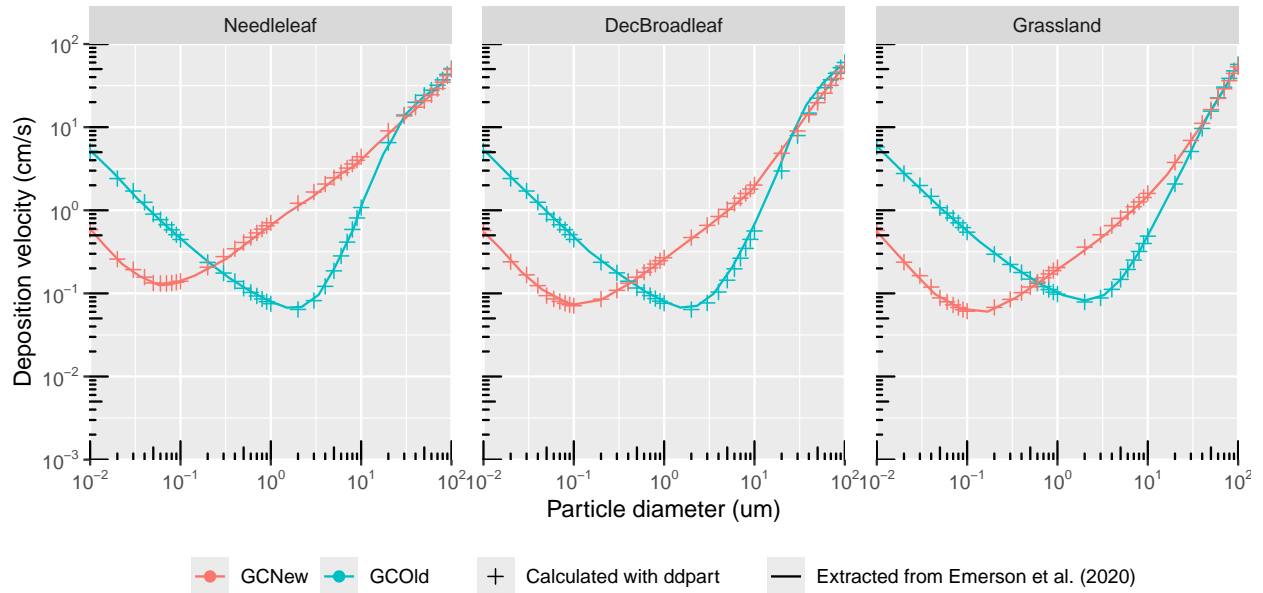 Needleleaf
DecBroadleaf
Grassland
10²
10¹
10⁰
10⁻¹
10⁻²
10⁻³
Deposition velocity (cm/s)
10⁻² 10⁻¹ 10⁰ 10¹ 10²
10⁻² 10⁻¹ 10⁰ 10¹ 10²
10⁻² 10⁻¹ 10⁰ 10¹ 10²
Particle diameter (um)
GCNew GCOld Calculated with ddpart Extracted from Emerson et al. (2020)